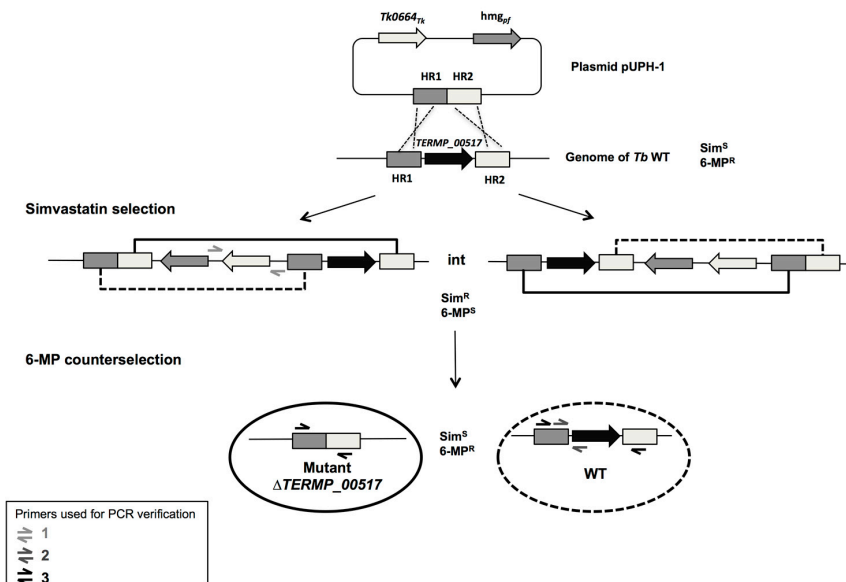 Tk0664Tk
hmgpf
Plasmid pUPH-1
HR1 HR2
TERMP_00517
Genome of Tb WT
SimS
6-MPR
HR1
HR2
Simvastatin selection
int
SimR
6-MPS
6-MP counterselection
SimS
6-MPR
Mutant
ΔTERMP_00517
WT
Primers used for PCR verification
1
2
3